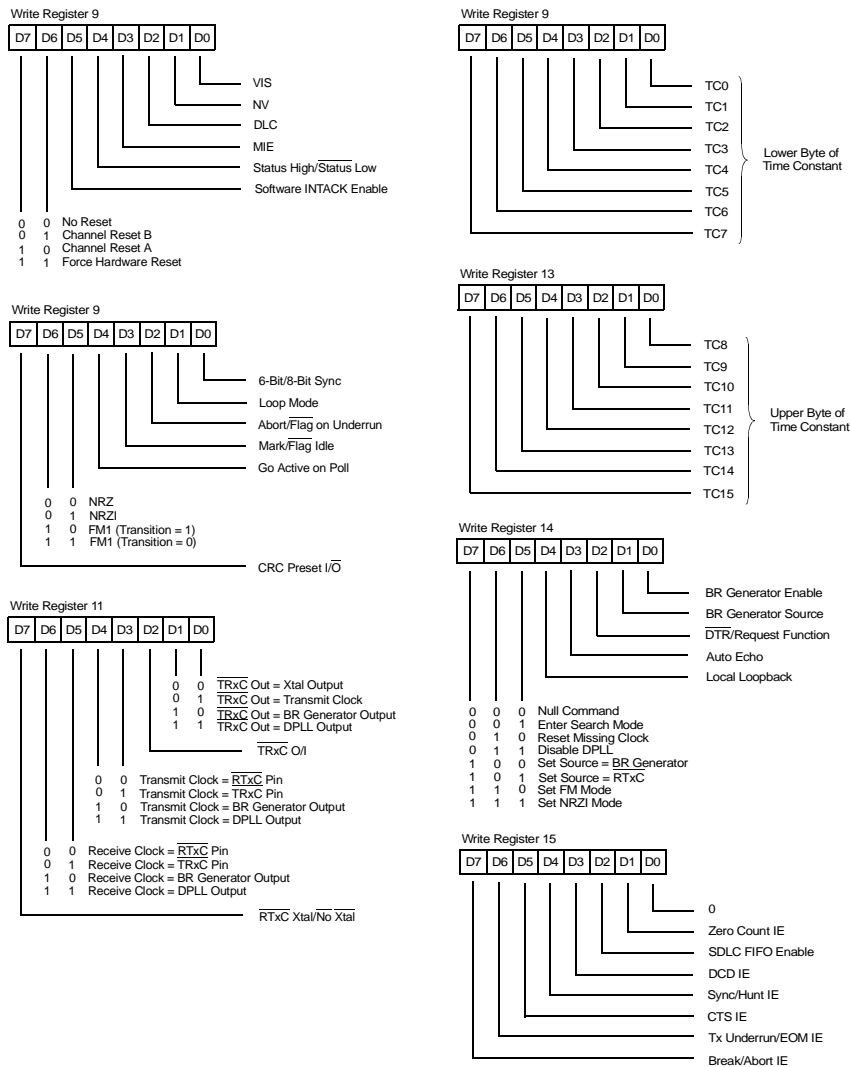 Write Register 9
D7 D6 D5 D4 D3 D2 D1 D0
VIS
NV
DLC
MIE
Status High/Status Low
Software INTACK Enable
0 0 No Reset
0 1 Channel Reset B
1 0 Channel Reset A
1 1 Force Hardware Reset
Write Register 9
D7 D6 D5 D4 D3 D2 D1 D0
6-Bit/8-Bit Sync
Loop Mode
Abort/Flag on Underrun
Mark/Flag Idle
Go Active on Poll
0 0 NRZ
0 1 NRZI
1 0 FM1 (Transition = 1)
1 1 FM1 (Transition = 0)
CRC Preset I/O
Write Register 11
D7 D6 D5 D4 D3 D2 D1 D0
0 0 TRxC Out = Xtal Output
0 1 TRxC Out = Transmit Clock
1 0 TRxC Out = BR Generator Output
1 1 TRxC Out = DPLL Output
TRxC O/I
0 0 Transmit Clock = RTxC Pin
0 1 Transmit Clock = TRxC Pin
1 0 Transmit Clock = BR Generator Output
1 1 Transmit Clock = DPLL Output
0 0 Receive Clock = RTxC Pin
0 1 Receive Clock = TRxC Pin
1 0 Receive Clock = BR Generator Output
1 1 Receive Clock = DPLL Output
RTxC Xtal/No Xtal
Write Register 9
D7 D6 D5 D4 D3 D2 D1 D0
TC0
TC1
TC2
TC3
TC4
TC5
TC6
TC7
Lower Byte of
Time Constant
Write Register 13
D7 D6 D5 D4 D3 D2 D1 D0
TC8
TC9
TC10
TC11
TC12
TC13
TC14
TC15
Upper Byte of
Time Constant
Write Register 14
D7 D6 D5 D4 D3 D2 D1 D0
BR Generator Enable
BR Generator Source
DTR/Request Function
Auto Echo
Local Loopback
0 0 0 Null Command
0 0 1 Enter Search Mode
0 1 0 Reset Missing Clock
0 1 1 Disable DPLL
1 0 0 Set Source = BR Generator
1 0 1 Set Source = RTxC
1 1 0 Set FM Mode
1 1 1 Set NRZI Mode
Write Register 15
D7 D6 D5 D4 D3 D2 D1 D0
0
Zero Count IE
SDLC FIFO Enable
DCD IE
Sync/Hunt IE
CTS IE
Tx Underrun/EOM IE
Break/Abort IE